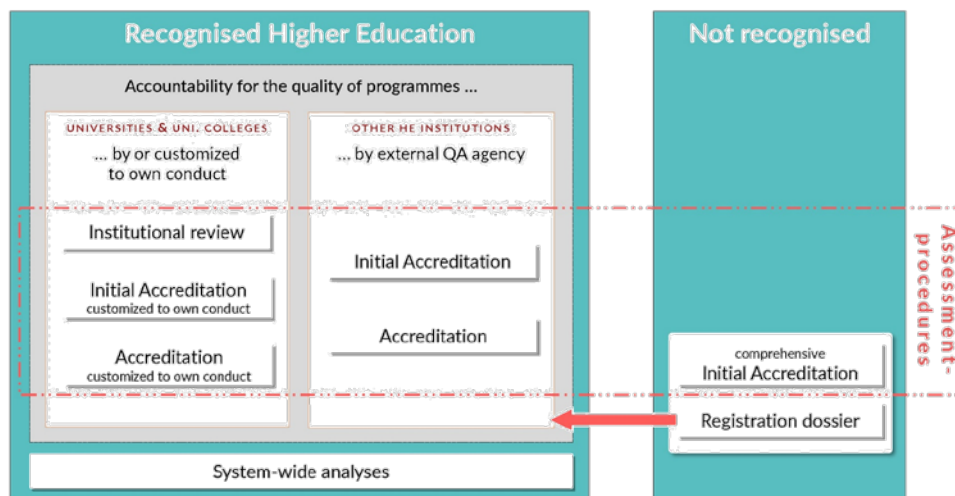 Recognised Higher Education
Accountability for the quality of programmes ...
UNIVERSITIES & UNI. COLLEGES
... by or customized
to own conduct
Institutional review
Initial Accreditation
customized to own conduct
Accreditation
customized to own conduct
OTHER HE INSTITUTIONS
... by external QA agency
Initial Accreditation
Accreditation
System-wide analyses
Not recognised
comprehensive
Initial Accreditation
Registration dossier
Assessment-
procedures